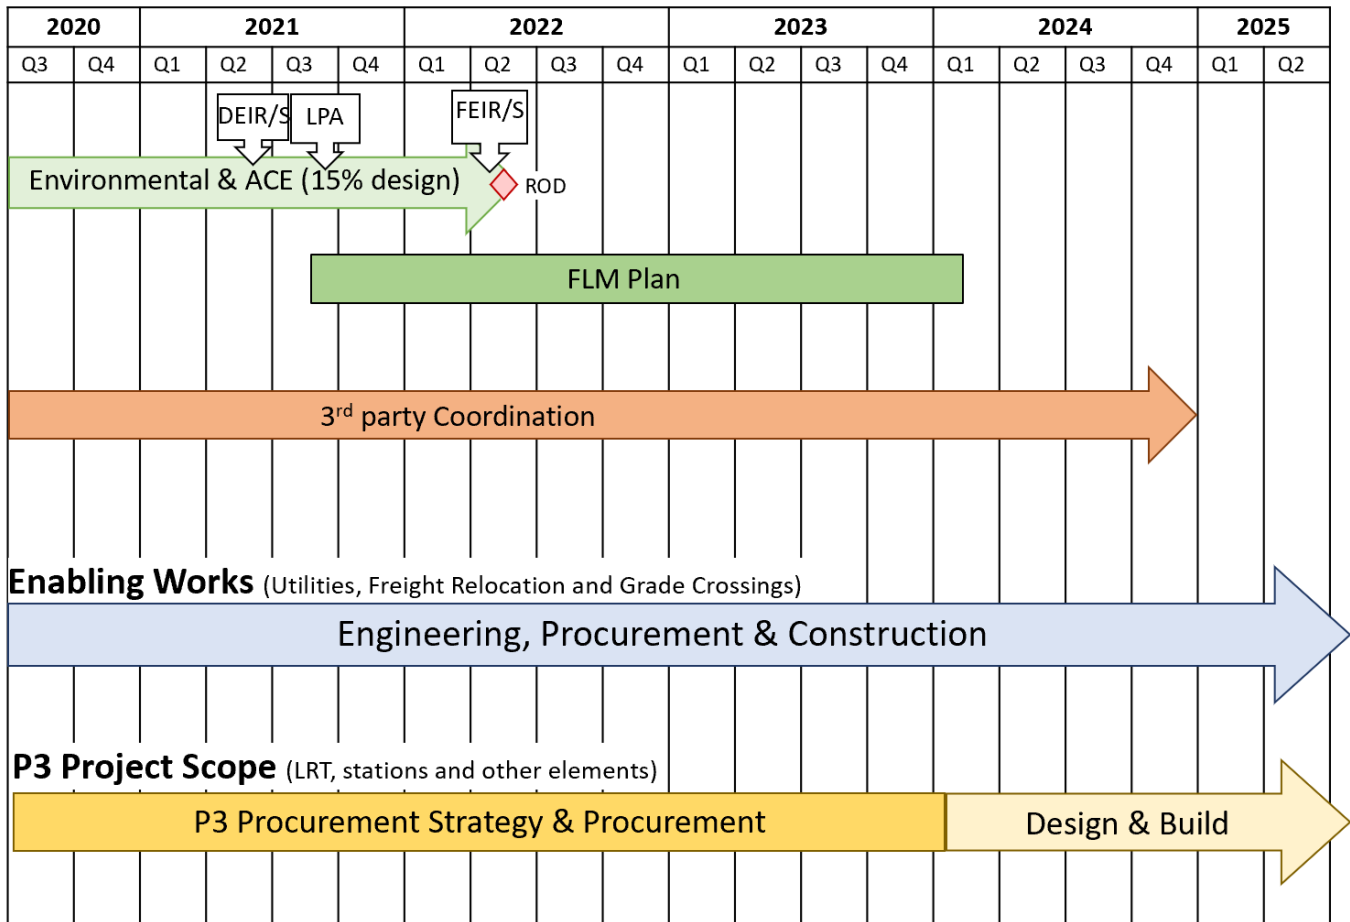 2020 2021 2022 2023 2024 2025
Q3 Q4 Q1 Q2 Q3 Q4 Q1 Q2 Q3 Q4 Q1 Q2 Q3 Q4 Q1 Q2 Q3 Q4 Q1 Q2
DEIR/S LPA FEIR/S
Environmental & ACE (15% design) ROD
FLM Plan
3rd party Coordination
Enabling Works (Utilities, Freight Relocation and Grade Crossings)
Engineering, Procurement & Construction
P3 Project Scope (LRT, stations and other elements)
P3 Procurement Strategy & Procurement Design & Build